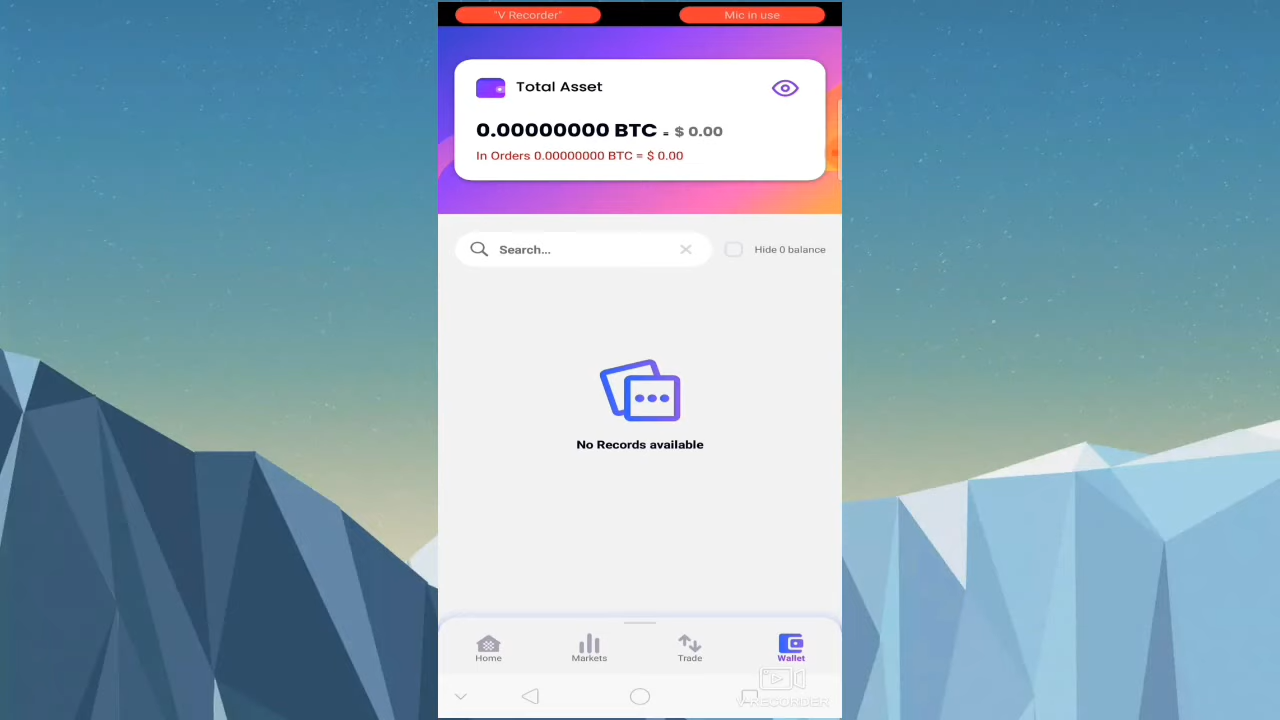 "V Recorder"
Mic in use
Total Asset
0.00000000 BTC = $ 0.00
In Orders 0.00000000 BTC = $ 0.00
Search...
Hide 0 balance
No Records available
Home
Markets
Trade
Wallet
V RECORDER